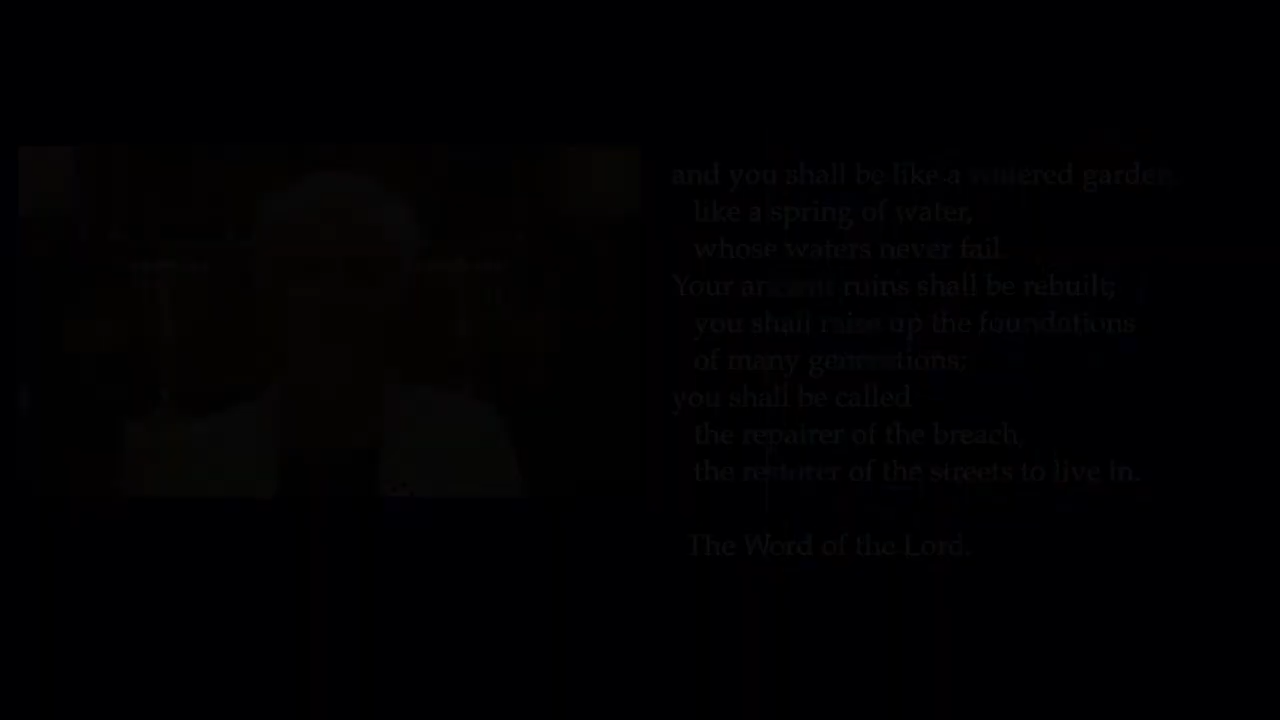 and you shall be like a watered garden,
like a spring of water,
whose waters never fail.
Your ancient ruins shall be rebuilt;
you shall raise up the foundations
of many generations;
you shall be called
the repairer of the breach,
the restorer of the streets to live in.
The Word of the Lord.